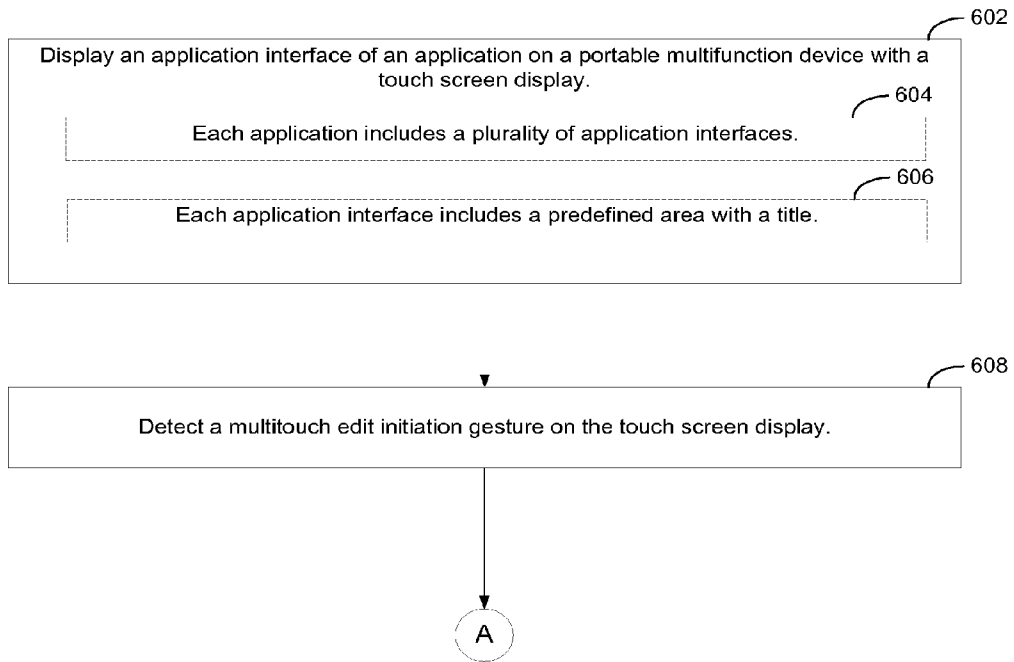 602
Display an application interface of an application on a portable multifunction device with a
touch screen display.
604
Each application includes a plurality of application interfaces.
606
Each application interface includes a predefined area with a title.
608
Detect a multitouch edit initiation gesture on the touch screen display.
A